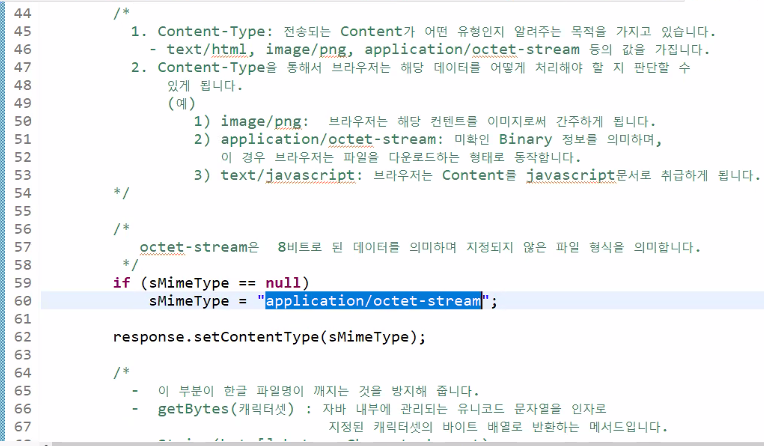 44 /*
45 1. Content-Type: 전송되는 Content가 어떤 유형인지 알려주는 목적을 가지고 있습니다.
46 - text/html, image/png, application/octet-stream 등의 값을 가집니다.
47 2. Content-Type을 통해서 브라우저는 해당 데이터를 어떻게 처리해야 할 지 판단할 수
48 있게 됩니다.
49 (예)
50 1) image/png: 브라우저는 해당 컨텐트를 이미지로써 간주하게 됩니다.
51 2) application/octet-stream: 미확인 Binary 정보를 의미하며,
52 이 경우 브라우저는 파일을 다운로드하는 형태로 동작합니다.
53 3) text/javascript: 브라우저는 Content를 javascript문서로 취급하게 됩니다.
54 */
55
56 /*
57 octet-stream은 8비트로 된 데이터를 의미하며 지정되지 않은 파일 형식을 의미합니다.
58 */
59 if (sMimeType == null)
60 sMimeType = "application/octet-stream";
61
62 response.setContentType(sMimeType);
63
64 /*
65 - 이 부분이 한글 파일명이 깨지는 것을 방지해 줍니다.
66 - getBytes(캐릭터셋) : 자바 내부에 관리되는 유니코드 문자열을 인자로
67 지정된 캐릭터셋의 바이트 배열로 반환하는 메서드입니다.